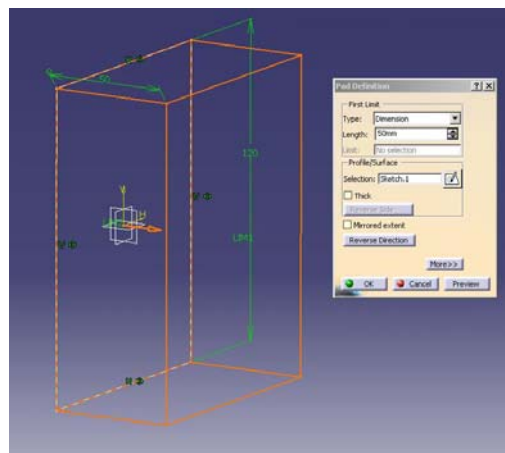 50
120
LIM1
V
H
V
V
H
Pad Definition
First Limit
Type: Dimension
Length: 50mm
Limit: No selection
Profile/Surface
Selection: Sketch.1
Thick
Reverse Side
Mirrored extent
Reverse Direction
More>>
OK Cancel Preview